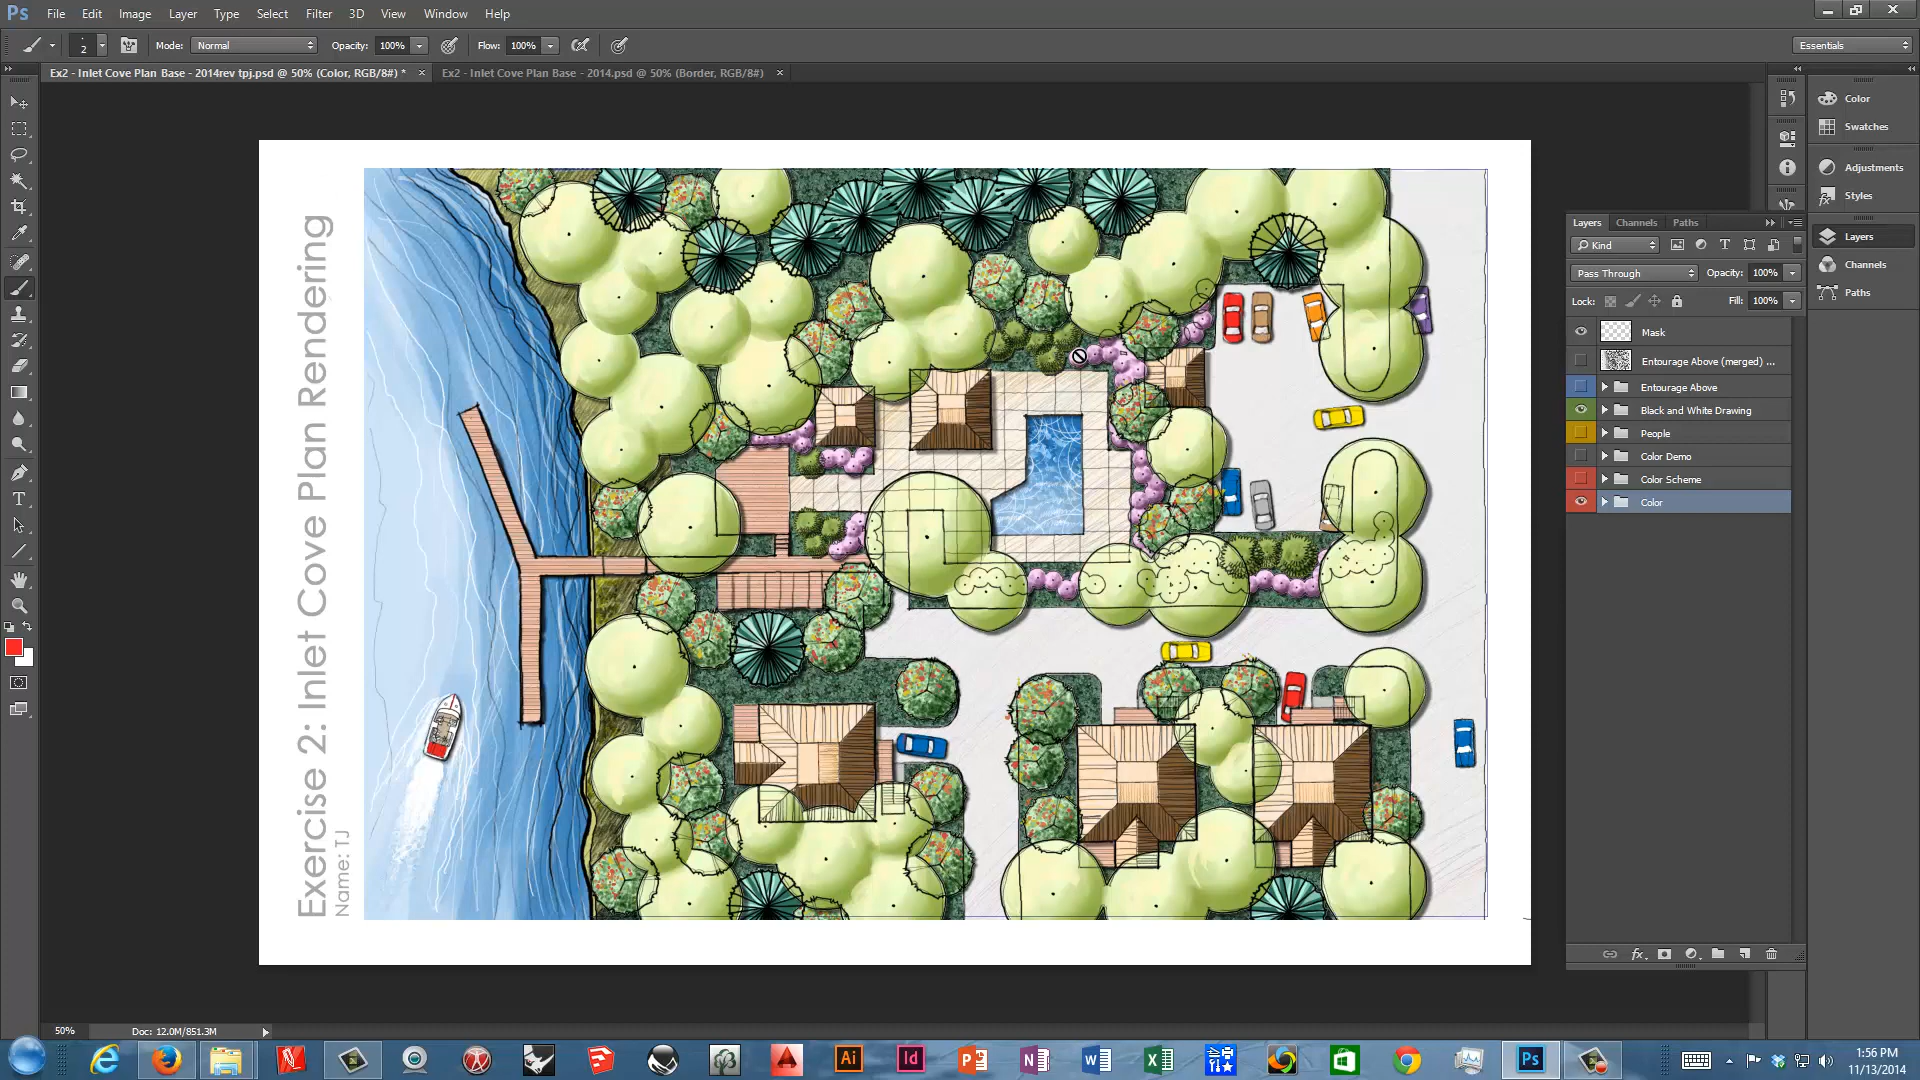 Ps File Edit Image Layer Type Select Filter 3D View Window Help
2 Mode: Normal Opacity: 100% Flow: 100% Essentials
Ex2 - Inlet Cove Plan Base - 2014rev tpj.psd @ 50% (Color, RGB/8#) * Ex2 - Inlet Cove Plan Base - 2014.psd @ 50% (Border, RGB/8#)
Color
Swatches
Adjustments
Styles
Layers
Channels
Paths
Layers Channels Paths
Kind
Pass Through Opacity: 100%
Lock: Fill: 100%
Mask
Entourage Above (merged) ...
Entourage Above
Black and White Drawing
People
Color Demo
Color Scheme
Color
Exercise 2: Inlet Cove Plan Rendering
Name: TJ
50% Doc: 12.0M/851.3M
Ai Id Ps
1:56 PM
11/13/2014